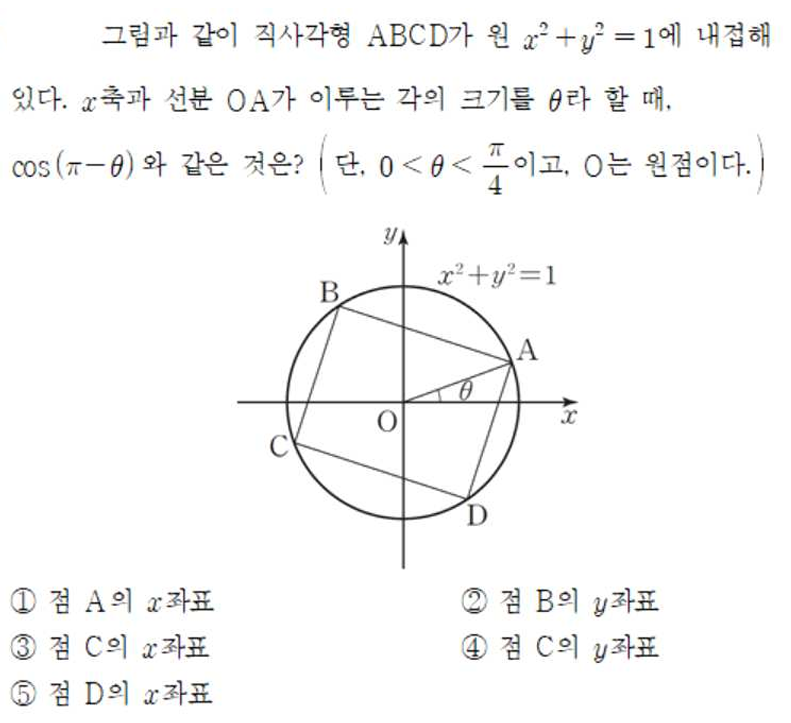 그림과 같이 직사각형 ABCD가 원 x²+y²=1에 내접해
있다. x축과 선분 OA가 이루는 각의 크기를 θ라 할 때,
cos(π-θ)와 같은 것은? (단, 0<θ<π/4이고, O는 원점이다.)
y
x²+y²=1
B
A
θ
O
x
C
D
① 점 A의 x좌표 ② 점 B의 y좌표
③ 점 C의 x좌표 ④ 점 C의 y좌표
⑤ 점 D의 x좌표